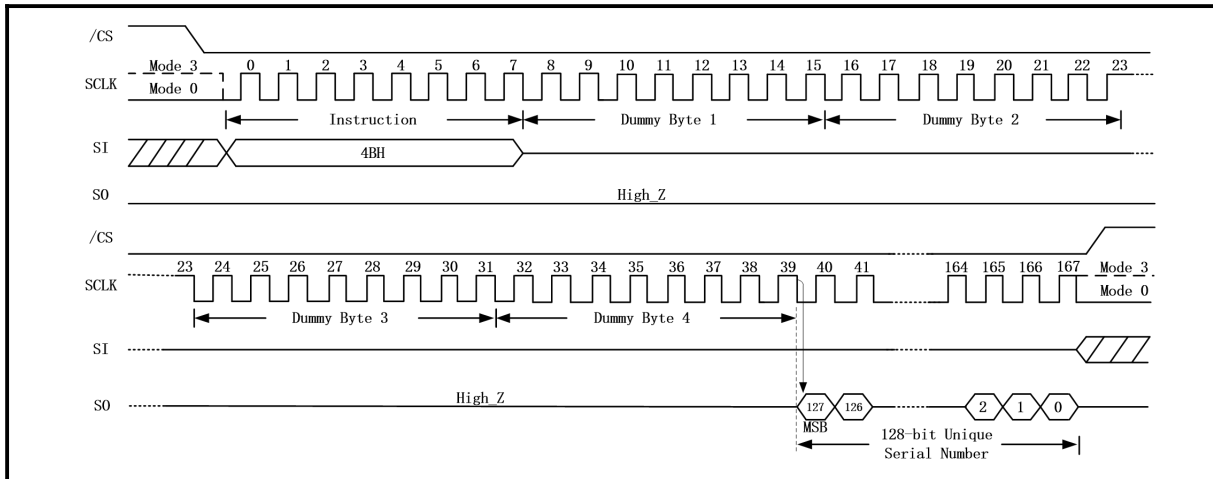 /CS
Mode 3 0 1 2 3 4 5 6 7 8 9 10 11 12 13 14 15 16 17 18 19 20 21 22 23
SCLK
Mode 0
Instruction Dummy Byte 1 Dummy Byte 2
SI 4BH
SO High_Z
/CS
23 24 25 26 27 28 29 30 31 32 33 34 35 36 37 38 39 40 41 164 165 166 167 Mode 3
SCLK Mode 0
Dummy Byte 3 Dummy Byte 4
SI
SO High_Z 127 126 2 1 0
MSB 128-bit Unique
Serial Number